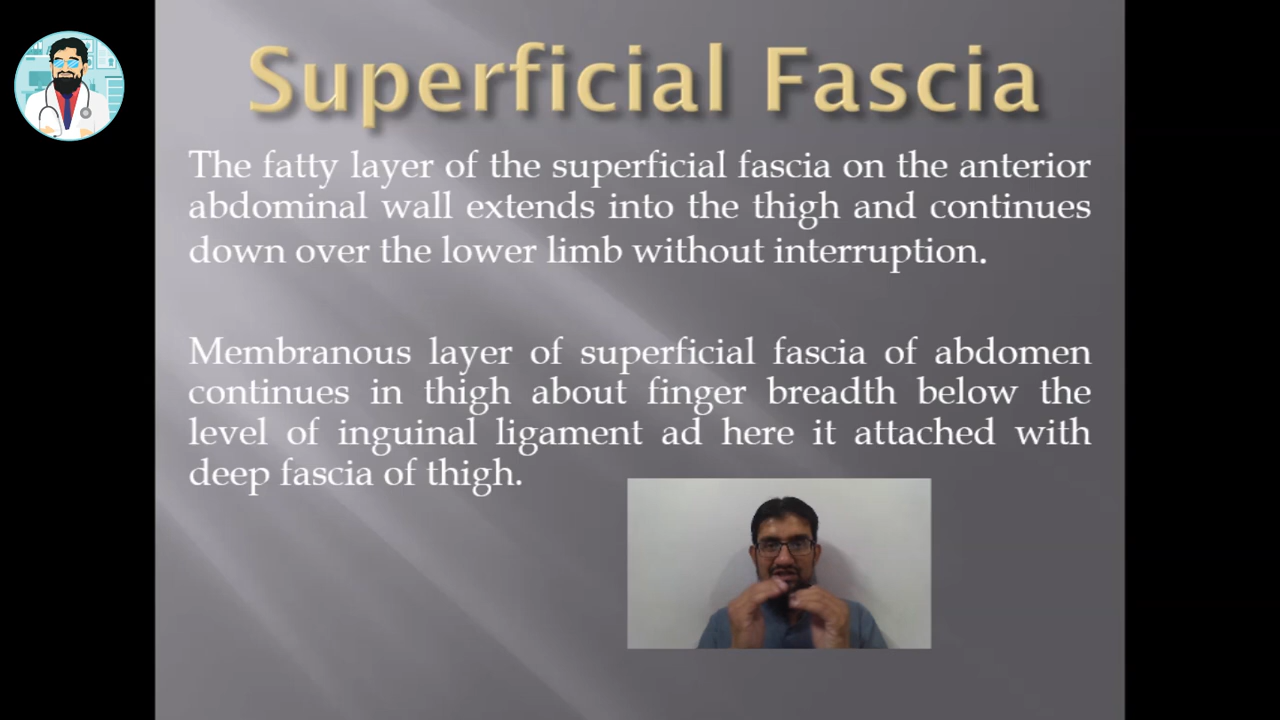 Superficial Fascia
The fatty layer of the superficial fascia on the anterior
abdominal wall extends into the thigh and continues
down over the lower limb without interruption.
Membranous layer of superficial fascia of abdomen
continues in thigh about finger breadth below the
level of inguinal ligament ad here it attached with
deep fascia of thigh.